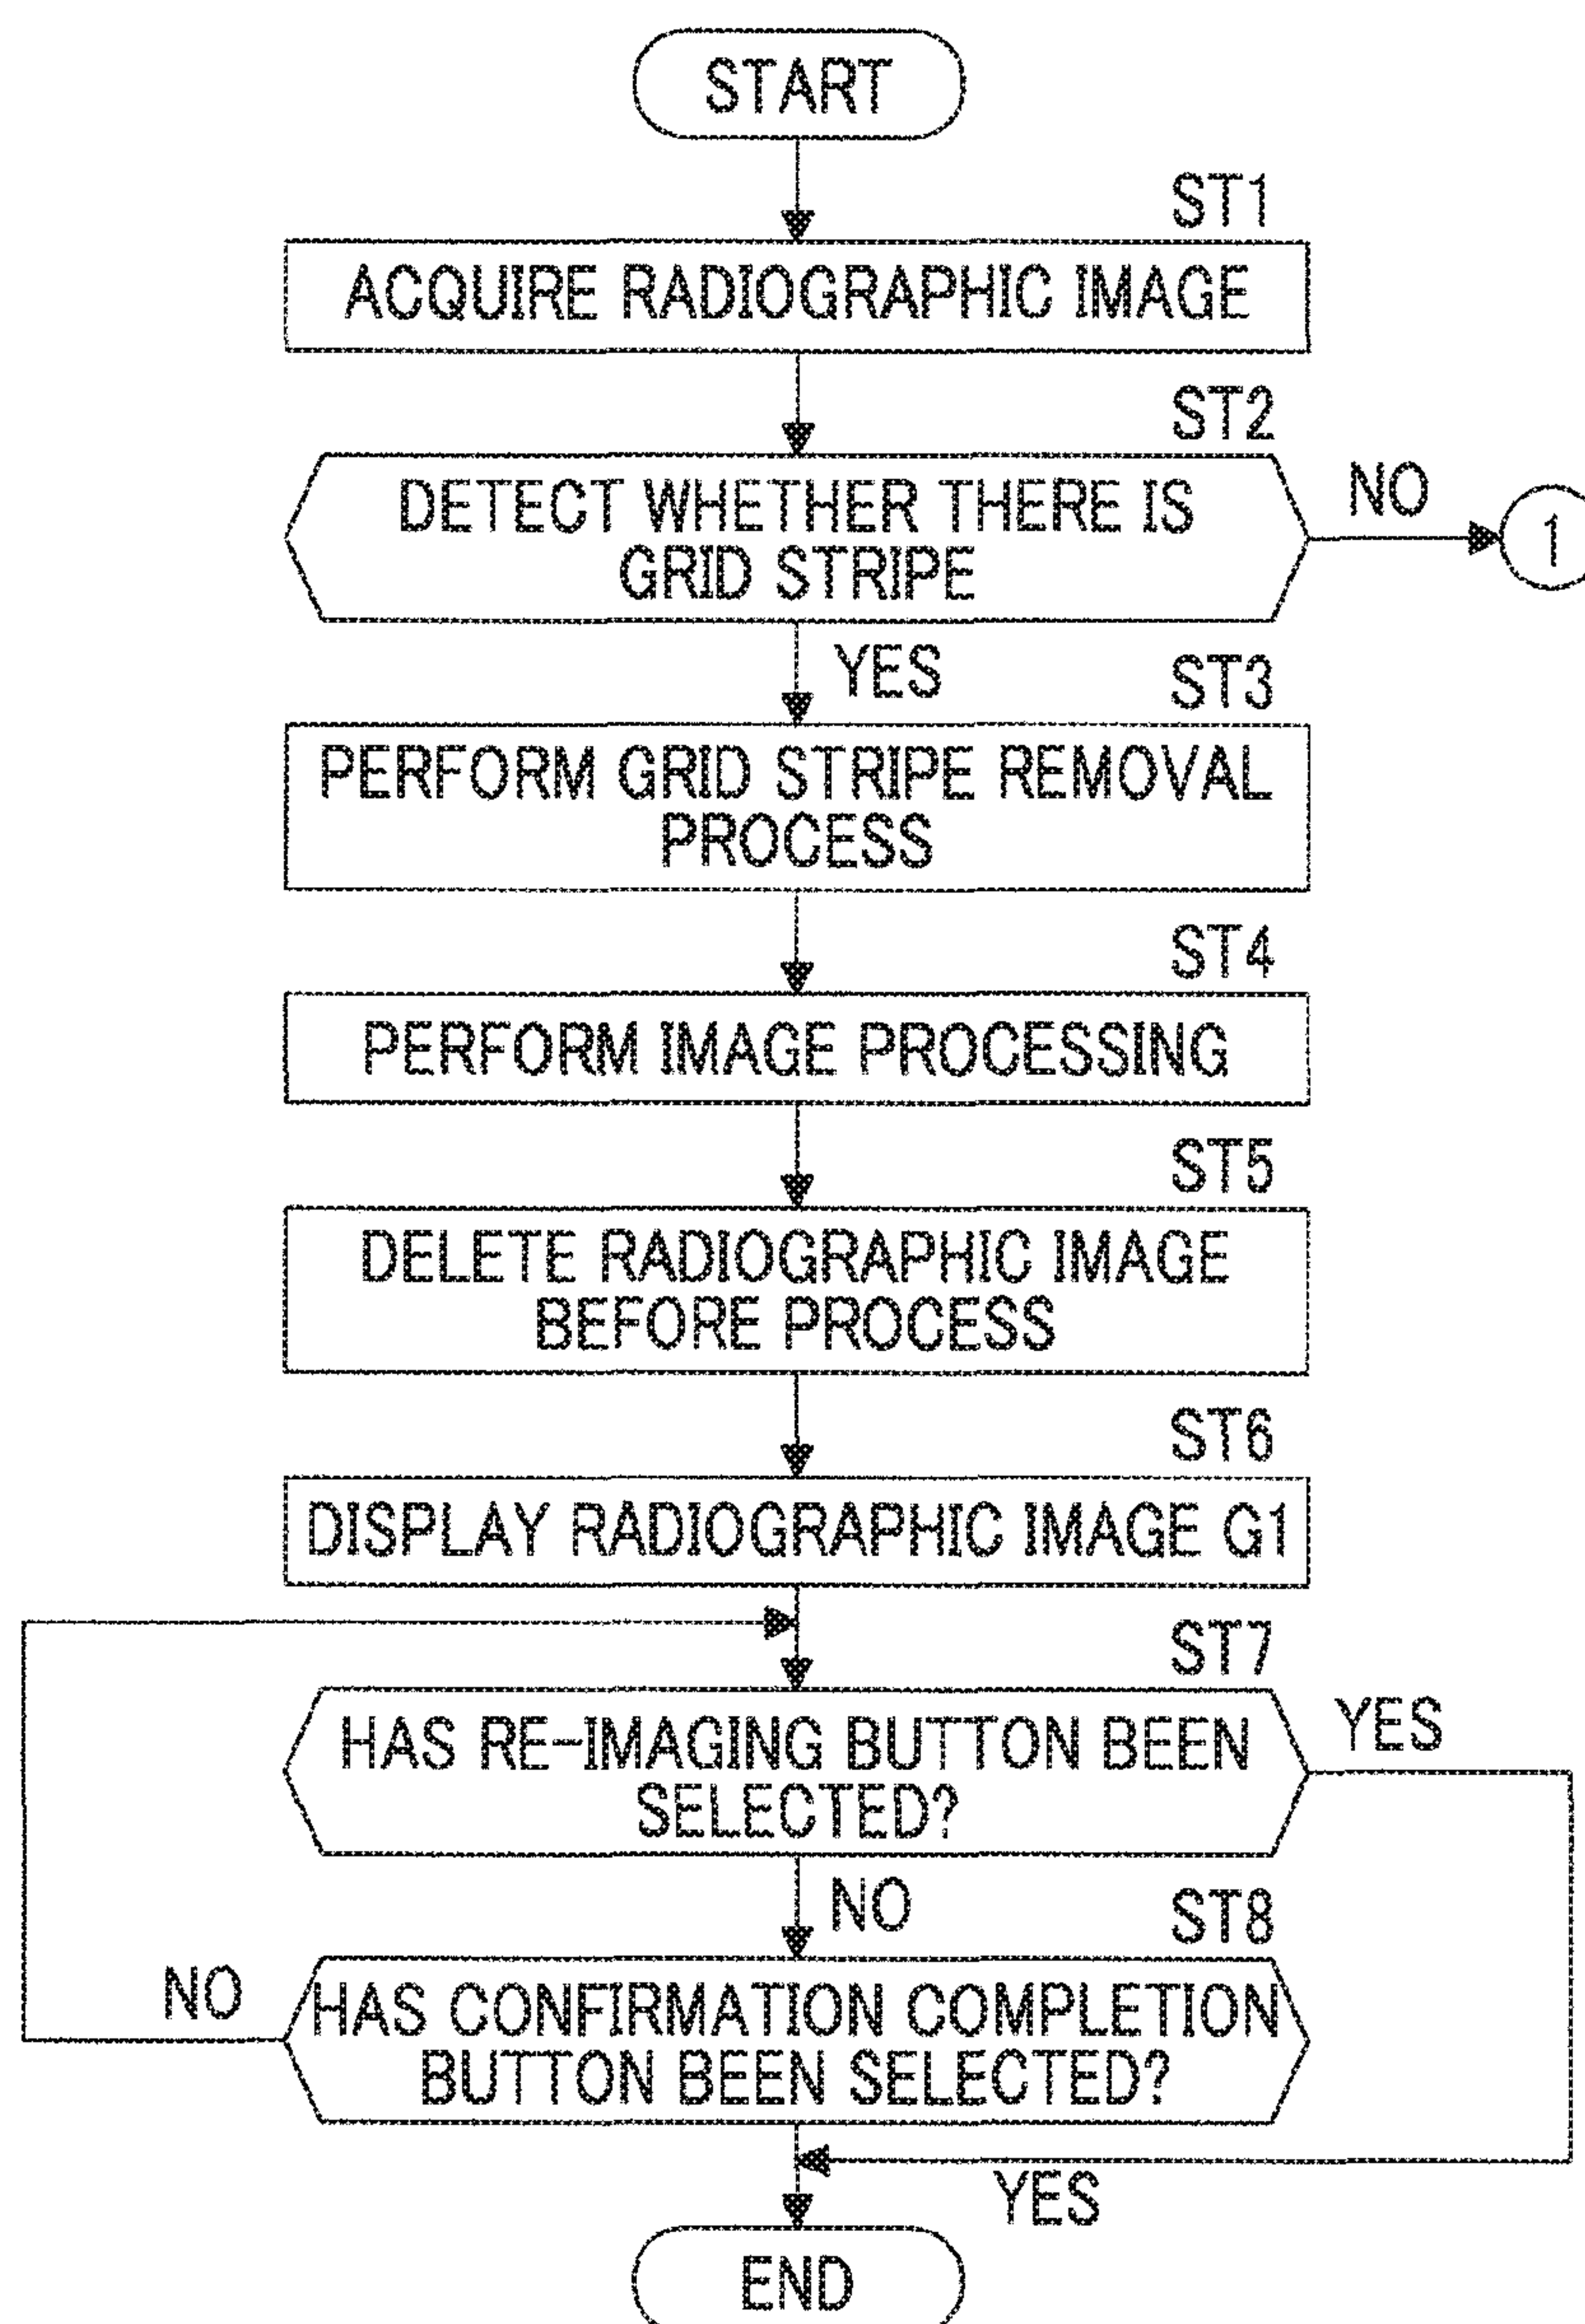 START
ST1
ACQUIRE RADIOGRAPHIC IMAGE
ST2
DETECT WHETHER THERE IS
GRID STRIPE
NO
1
YES
ST3
PERFORM GRID STRIPE REMOVAL
PROCESS
ST4
PERFORM IMAGE PROCESSING
ST5
DELETE RADIOGRAPHIC IMAGE
BEFORE PROCESS
ST6
DISPLAY RADIOGRAPHIC IMAGE G1
ST7
HAS RE-IMAGING BUTTON BEEN
SELECTED?
YES
NO
ST8
HAS CONFIRMATION COMPLETION
BUTTON BEEN SELECTED?
NO
YES
END